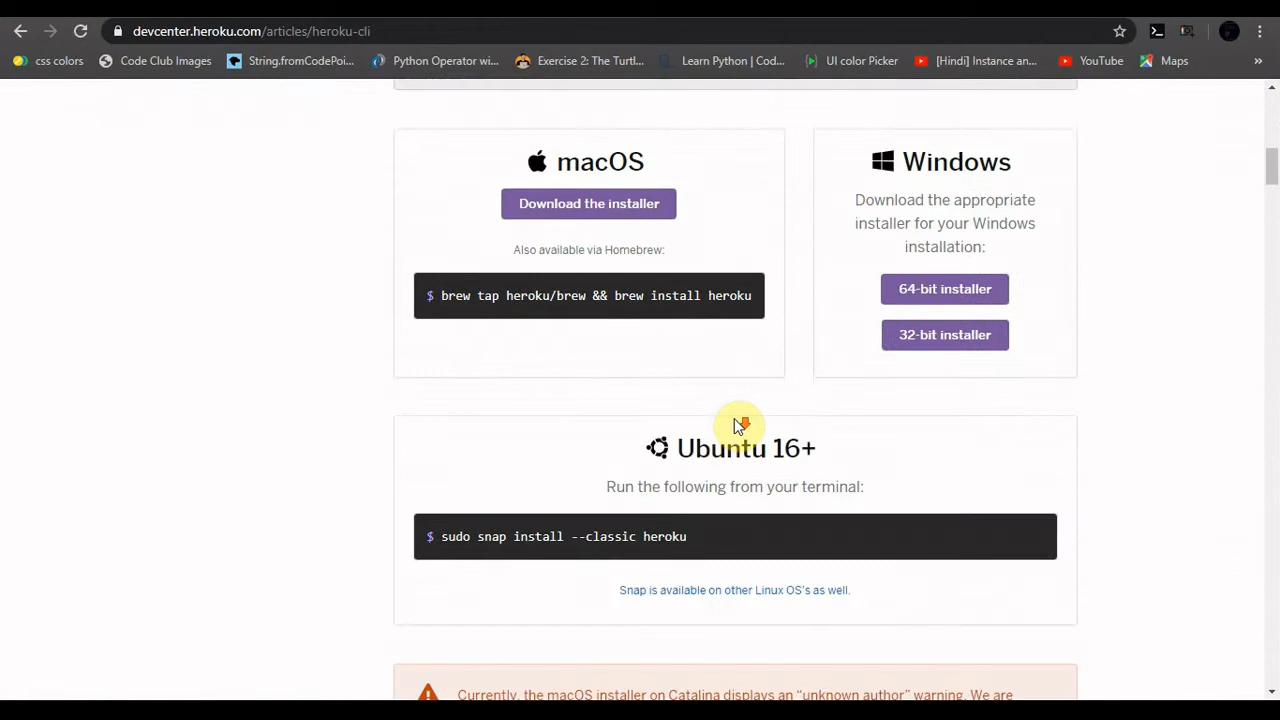 devcenter.heroku.com/articles/heroku-cli
css colors
Code Club Images
String.fromCodePoi...
Python Operator wi...
Exercise 2: The Turtl...
Learn Python | Cod...
UI color Picker
[Hindi] Instance an...
YouTube
Maps
»
macOS
Download the installer
Also available via Homebrew:
$ brew tap heroku/brew && brew install heroku
Windows
Download the appropriate
installer for your Windows
installation:
64-bit installer
32-bit installer
Ubuntu 16+
Run the following from your terminal:
$ sudo snap install --classic heroku
Snap is available on other Linux OS's as well.
Currently, the macOS installer on Catalina displays an “unknown author” warning. We are